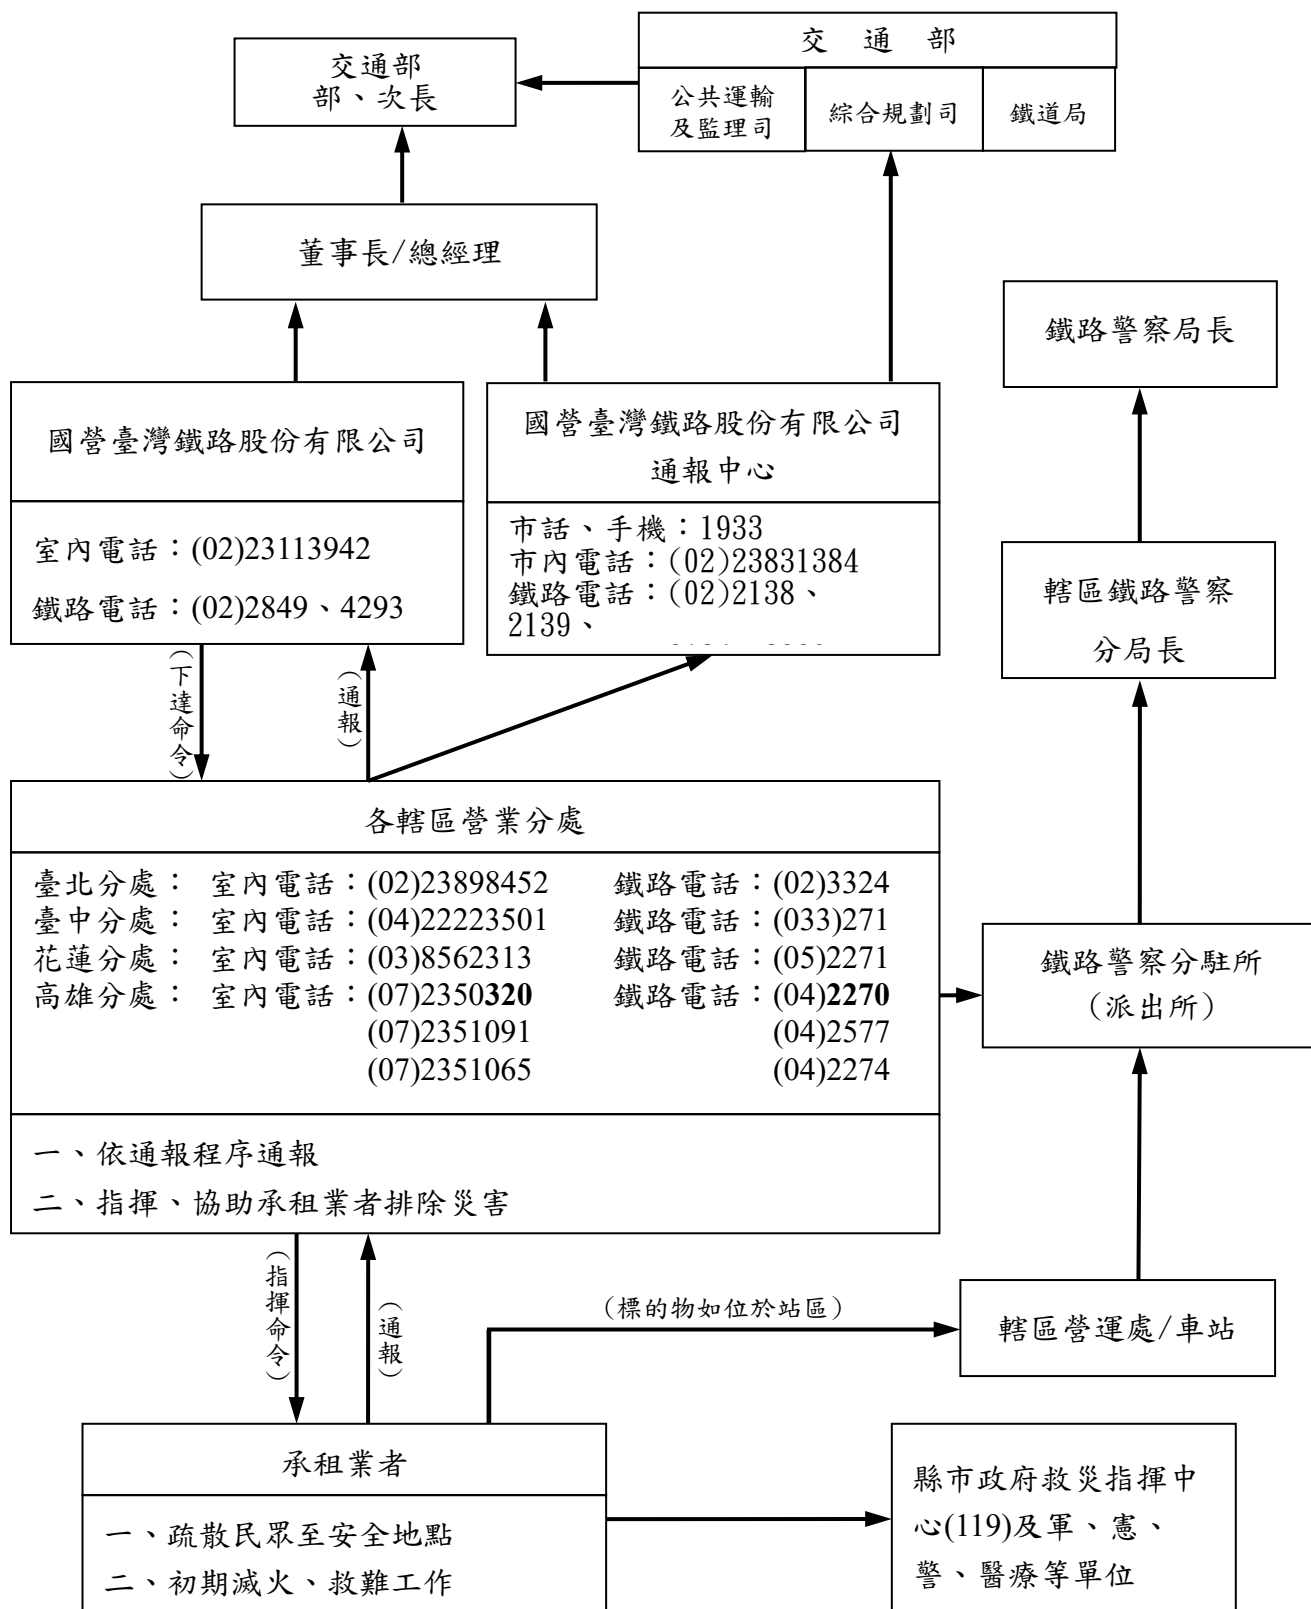 交通部
部、次長
交通部
公共運輸
及監理司
綜合規劃司
鐵道局
董事長/總經理
鐵路警察局長
國營臺灣鐵路股份有限公司
室內電話：(02)23113942
鐵路電話：(02)2849、4293
國營臺灣鐵路股份有限公司
通報中心
市話、手機：1933
市內電話：(02)23831384
鐵路電話：(02)2138、
2139、
轄區鐵路警察
分局長
(下達命令)
(通報)
各轄區營業分處
臺北分處： 室內電話：(02)23898452 鐵路電話：(02)3324
臺中分處： 室內電話：(04)22223501 鐵路電話：(033)271
花蓮分處： 室內電話：(03)8562313 鐵路電話：(05)2271
高雄分處： 室內電話：(07)2350320 鐵路電話：(04)2270
(07)2351091 (04)2577
(07)2351065 (04)2274
一、依通報程序通報
二、指揮、協助承租業者排除災害
鐵路警察分駐所
(派出所)
(指揮命令)
(通報)
(標的物如位於站區)
轄區營運處/車站
承租業者
一、疏散民眾至安全地點
二、初期滅火、救難工作
縣市政府救災指揮中
心(119)及軍、憲、
警、醫療等單位